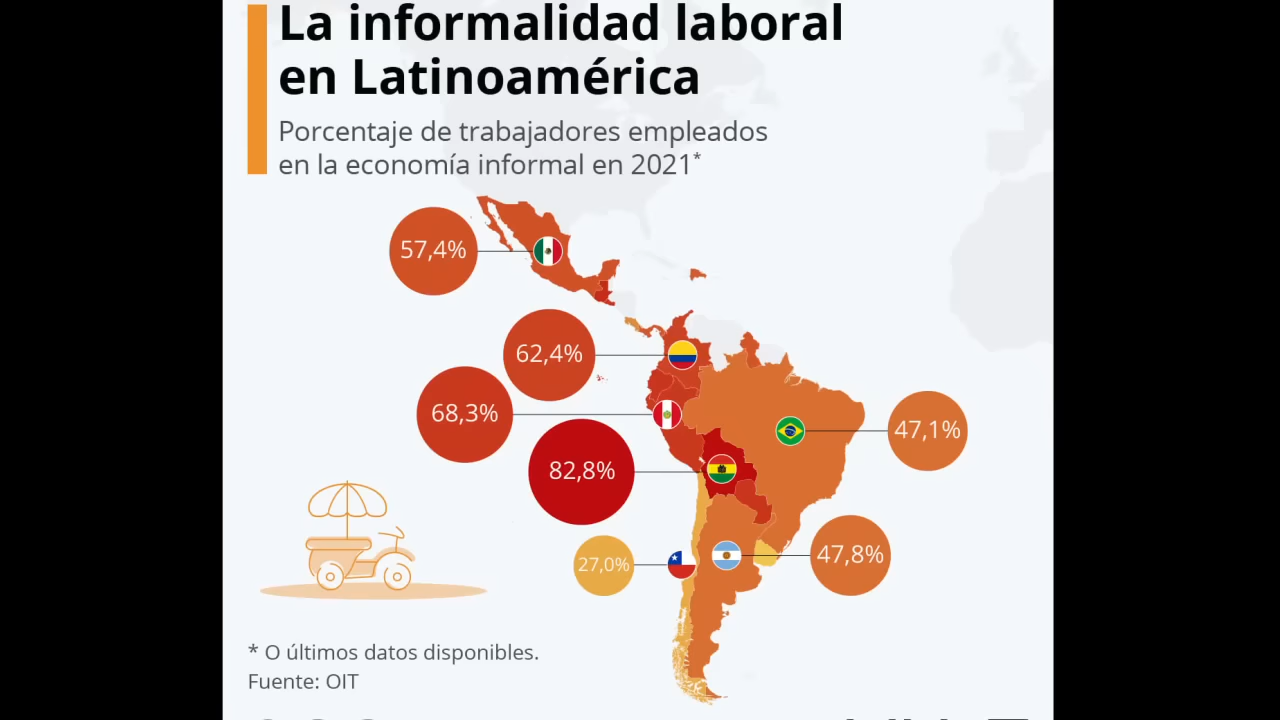 La informalidad laboral
en Latinoamérica
Porcentaje de trabajadores empleados
en la economía informal en 2021*
57,4%
62,4%
68,3%
47,1%
82,8%
47,8%
27,0%
* O últimos datos disponibles.
Fuente: OIT